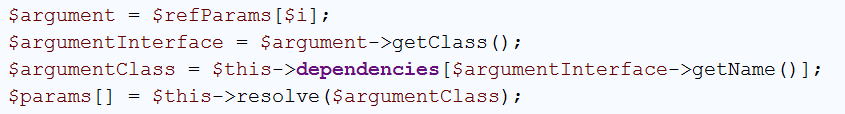 $argument = $refParams[$i];
$argumentInterface = $argument->getClass();
$argumentClass = $this->dependencies[$argumentInterface->getName()];
$params[] = $this->resolve($argumentClass);